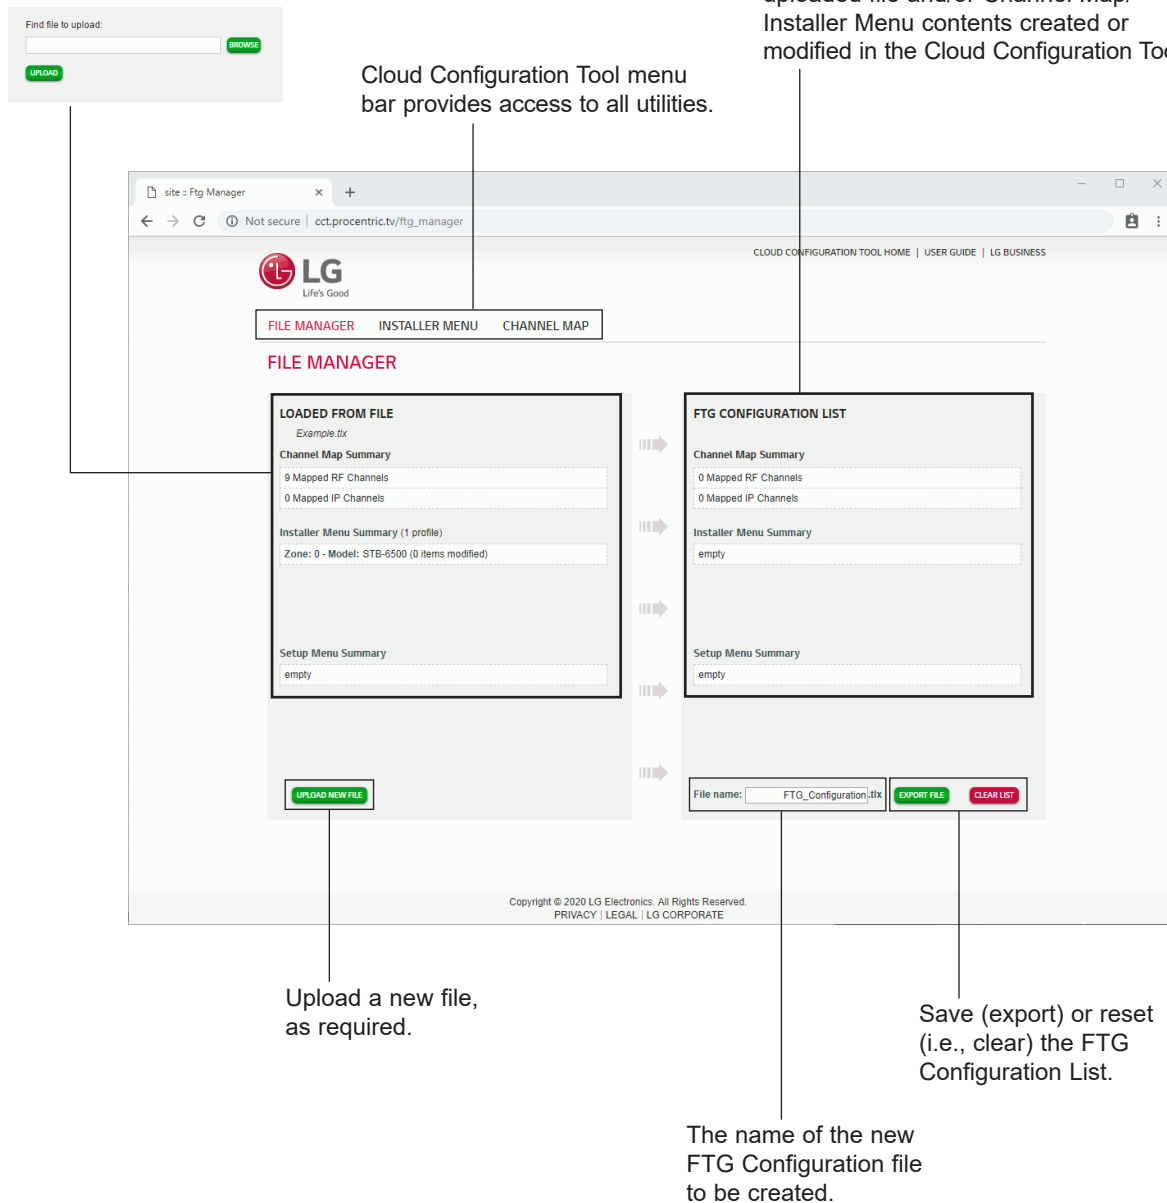 uploaded file and/or Channel Map/
Installer Menu contents created or
modified in the Cloud Configuration
Find file to upload:
BROWSE
UPLOAD
Cloud Configuration Tool menu
bar provides access to all utilities.
site :: Ftg Manager
Not secure | cct.procentric.tv/ftg_manager
CLOUD CONFIGURATION TOOL HOME | USER GUIDE | LG BUSINESS
LG
Life's Good
FILE MANAGER INSTALLER MENU CHANNEL MAP
FILE MANAGER
LOADED FROM FILE
Example.tlx
Channel Map Summary
9 Mapped RF Channels
0 Mapped IP Channels
Installer Menu Summary (1 profile)
Zone: 0 - Model: STB-6500 (0 items modified)
Setup Menu Summary
empty
UPLOAD NEW FILE
FTG CONFIGURATION LIST
Channel Map Summary
0 Mapped RF Channels
0 Mapped IP Channels
Installer Menu Summary
empty
Setup Menu Summary
empty
File name: FTG_Configuration .tlx EXPORT FILE CLEAR LIST
Copyright © 2020 LG Electronics. All Rights Reserved.
PRIVACY | LEGAL | LG CORPORATE
Upload a new file,
as required.
Save (export) or reset
(i.e., clear) the FTG
Configuration List.
The name of the new
FTG Configuration file
to be created.